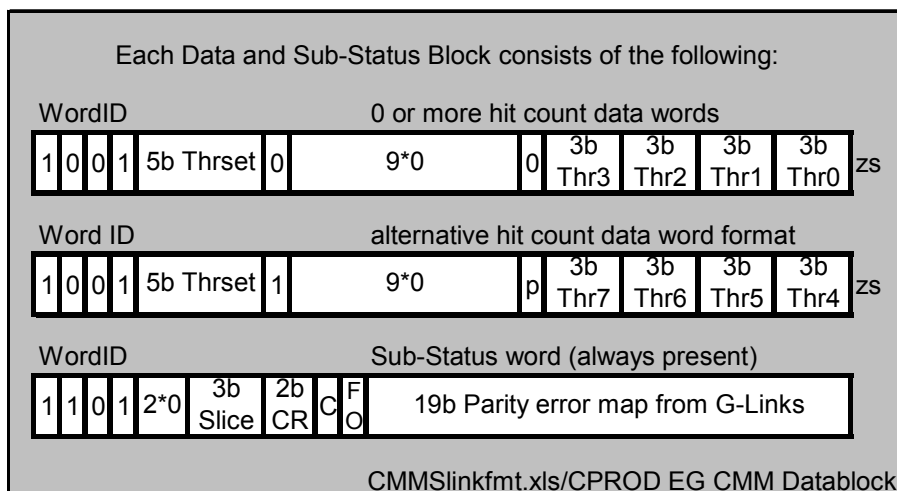 Each Data and Sub-Status Block consists of the following:
WordID 0 or more hit count data words
1 0 0 1 5b Thrset 0 9*0 0 3b Thr3 3b Thr2 3b Thr1 3b Thr0 zs
Word ID alternative hit count data word format
1 0 0 1 5b Thrset 1 9*0 p 3b Thr7 3b Thr6 3b Thr5 3b Thr4 zs
WordID Sub-Status word (always present)
1 1 0 1 2*0 3b Slice 2b CR C FO 19b Parity error map from G-Links
CMMSlinkfmt.xls/CPROD EG CMM Datablock